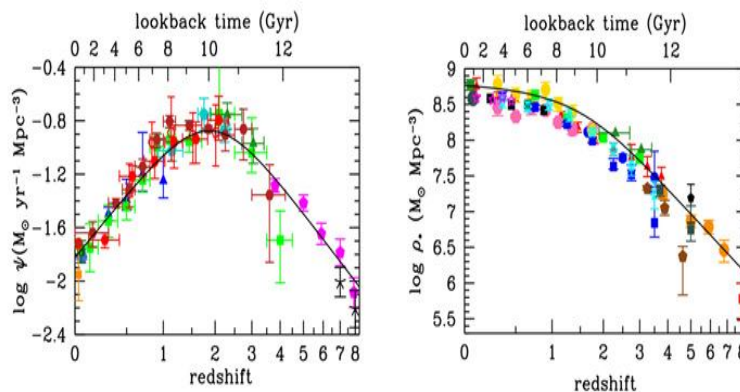 lookback time (Gyr)
0 2 4 6 8 10 12
-0.4
-0.8
-1.2
-1.6
-2
-2.4
log ψ(M⊙ yr⁻¹ Mpc⁻³)
0 1 2 3 4 5 6 7 8
redshift
lookback time (Gyr)
0 2 4 6 8 10 12
9
8.5
8
7.5
7
6.5
6
5.5
log ρ* (M⊙ Mpc⁻³)
0 1 2 3 4 5 6 7 8
redshift